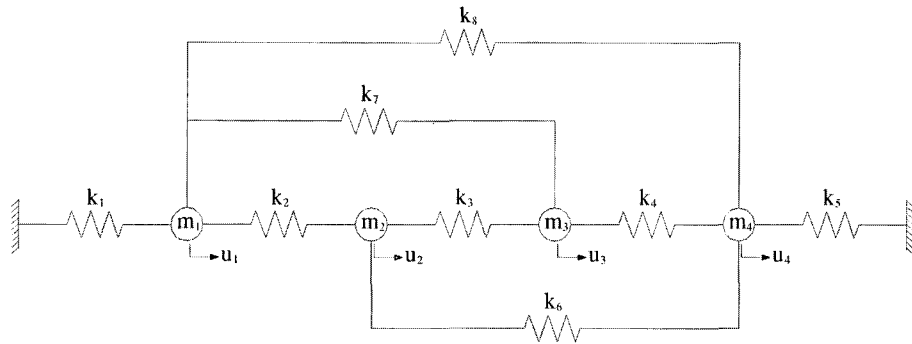 k₈
k₇
k₁ k₂ k₃ k₄ k₅
m₁ m₂ m₃ m₄
u₁ u₂ u₃ u₄
k₆